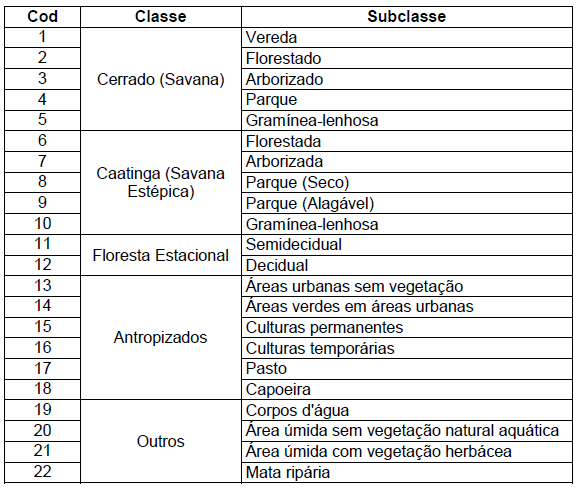 Cod Classe Subclasse
1 Vereda
2 Florestado
3 Cerrado (Savana) Arborizado
4 Parque
5 Gramínea-lenhosa
6 Florestada
7 Caatinga (Savana Arborizada
8 Estépica) Parque (Seco)
9 Parque (Alagável)
10 Gramínea-lenhosa
11 Floresta Estacional Semidecidual
12 Decidual
13 Áreas urbanas sem vegetação
14 Áreas verdes em áreas urbanas
15 Antropizados Culturas permanentes
16 Culturas temporárias
17 Pasto
18 Capoeira
19 Corpos d'água
20 Outros Área úmida sem vegetação natural aquática
21 Área úmida com vegetação herbácea
22 Mata ripária